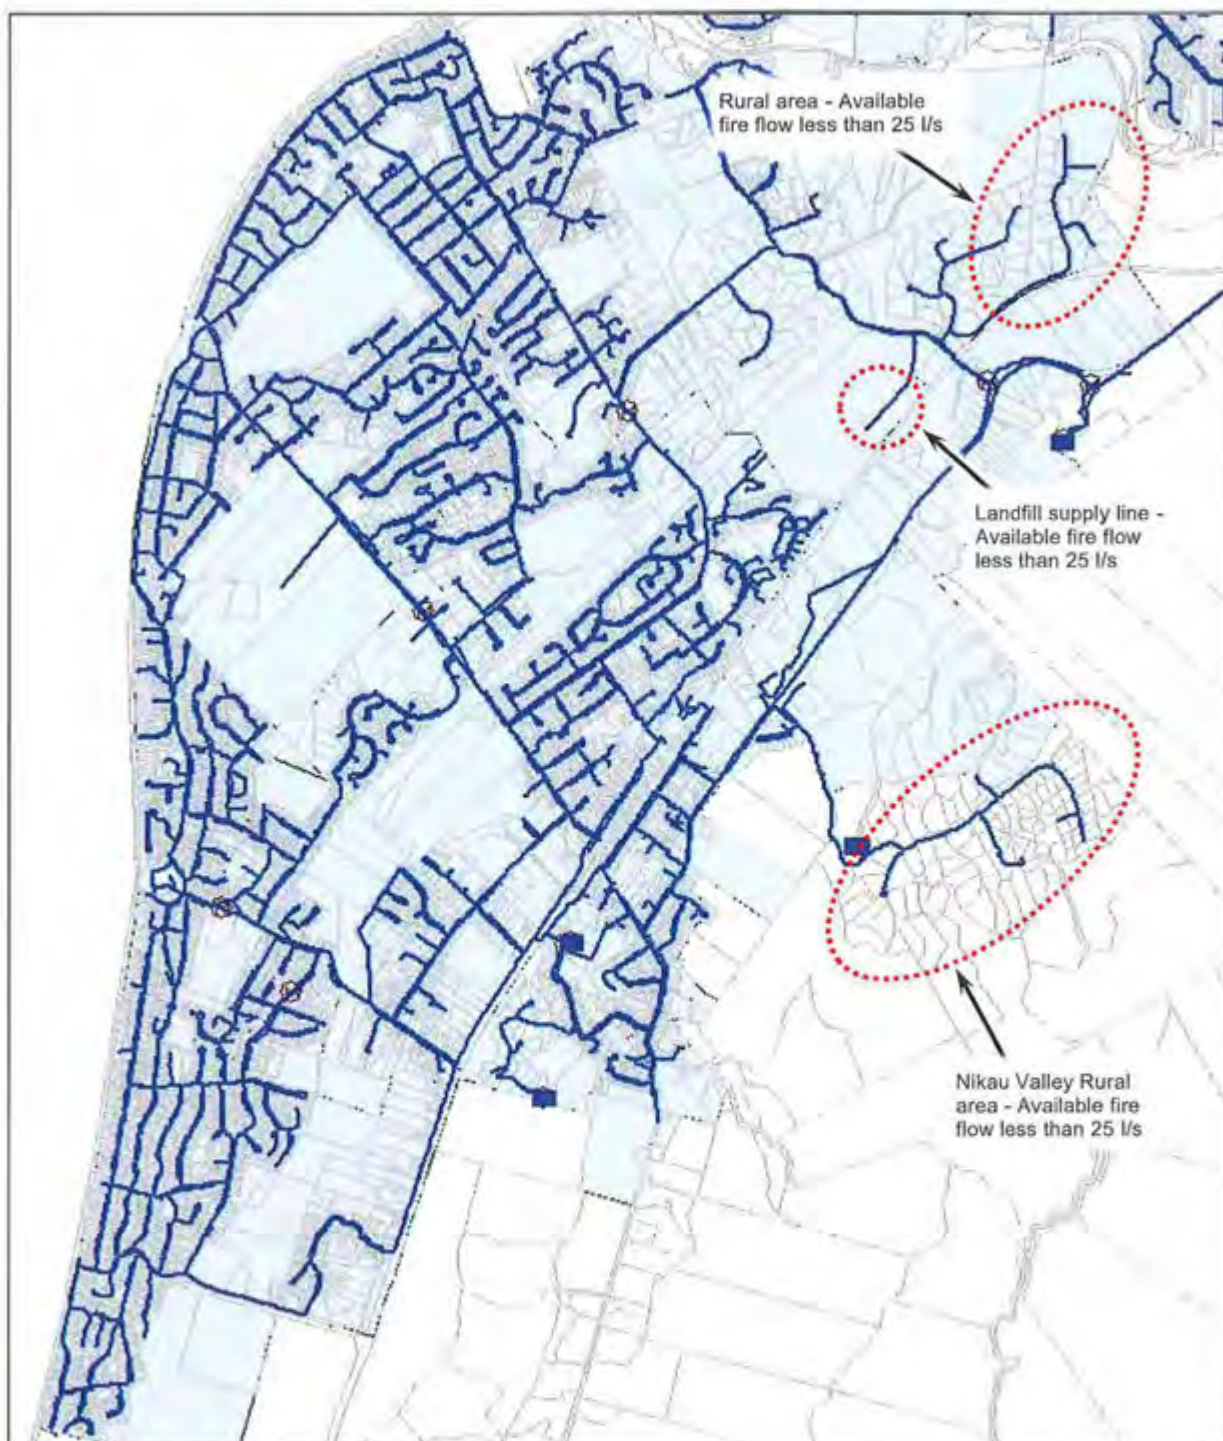 Rural area - Available
fire flow less than 25 l/s
Landfill supply line -
Available fire flow
less than 25 l/s
Nikau Valley Rural
area - Available fire
flow less than 25 l/s